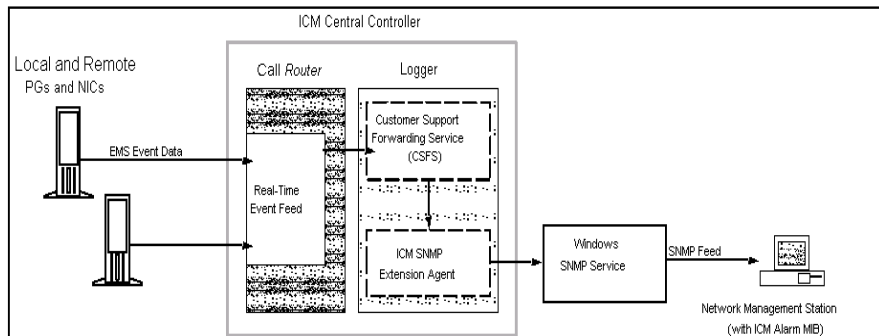 ICM Central Controller
Local and Remote
PGs and NICs
Call Router
Logger
Customer Support
Forwarding Service
(CSFS)
EMS Event Data
Real-Time
Event Feed
ICM SNMP
Extension Agent
Windows
SNMP Service
SNMP Feed
Network Management Station
(with ICM Alarm MIB)